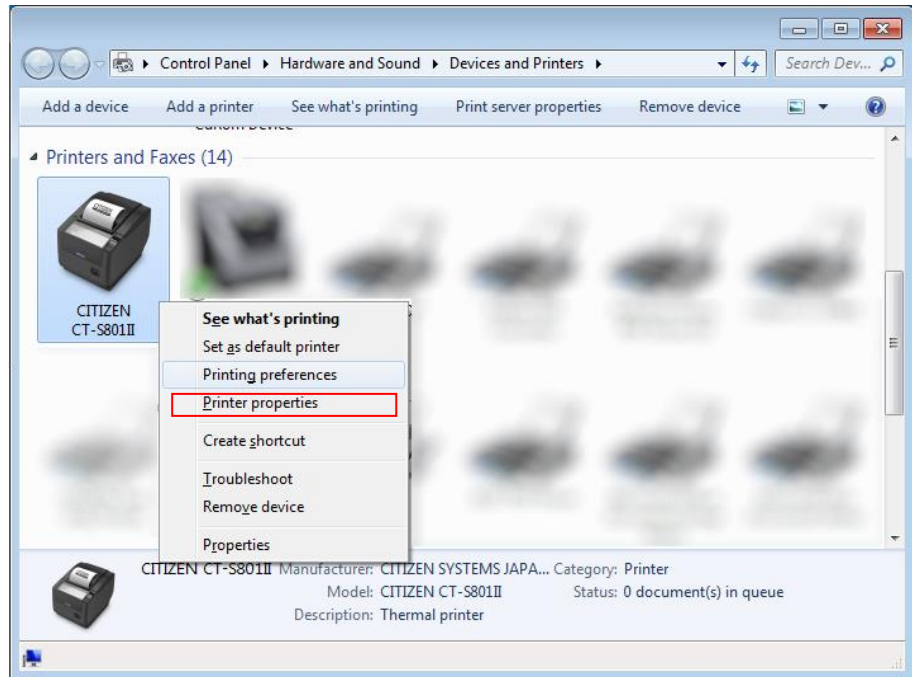 Control Panel Hardware and Sound Devices and Printers Search Dev...
Add a device Add a printer See what's printing Print server properties Remove device
Printers and Faxes (14)
CITIZEN
CT-S801II
See what's printing
Set as default printer
Printing preferences
Printer properties
Create shortcut
Troubleshoot
Remove device
Properties
CITIZEN CT-S801II Manufacturer: CITIZEN SYSTEMS JAPA... Category: Printer
Model: CITIZEN CT-S801II Status: 0 document(s) in queue
Description: Thermal printer